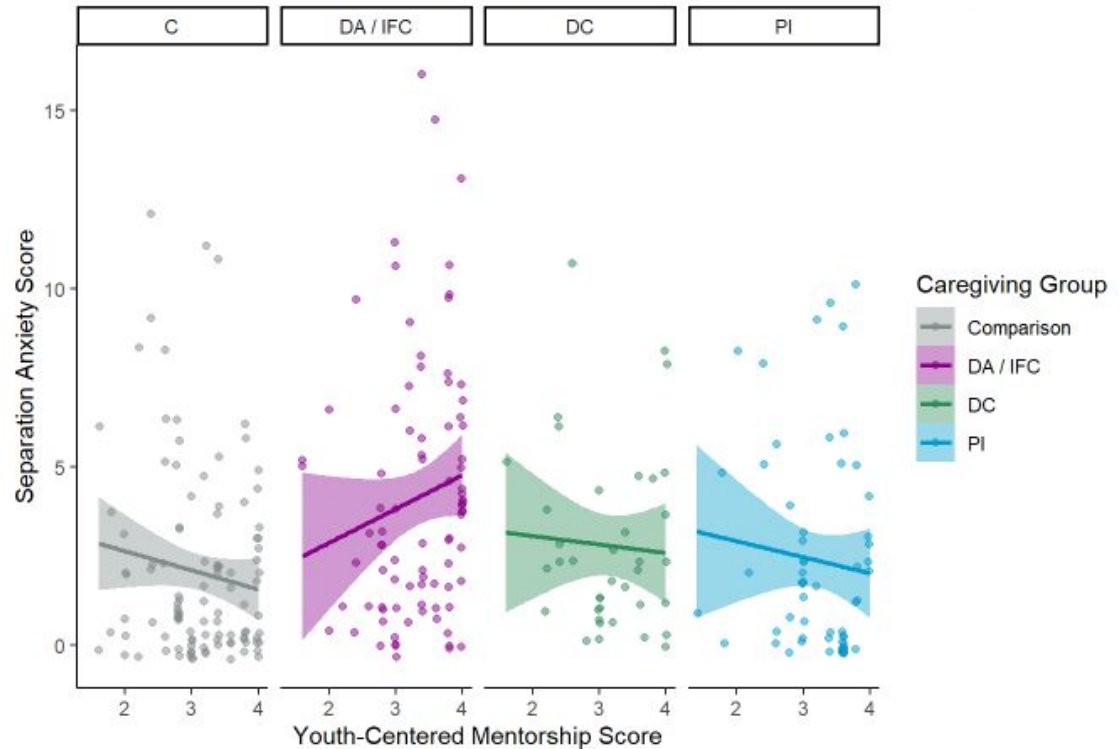 C
DA / IFC
DC
PI
15
10
5
0
Separation Anxiety Score
2 3 4
2 3 4
2 3 4
2 3 4
Youth-Centered Mentorship Score
Caregiving Group
Comparison
DA / IFC
DC
PI